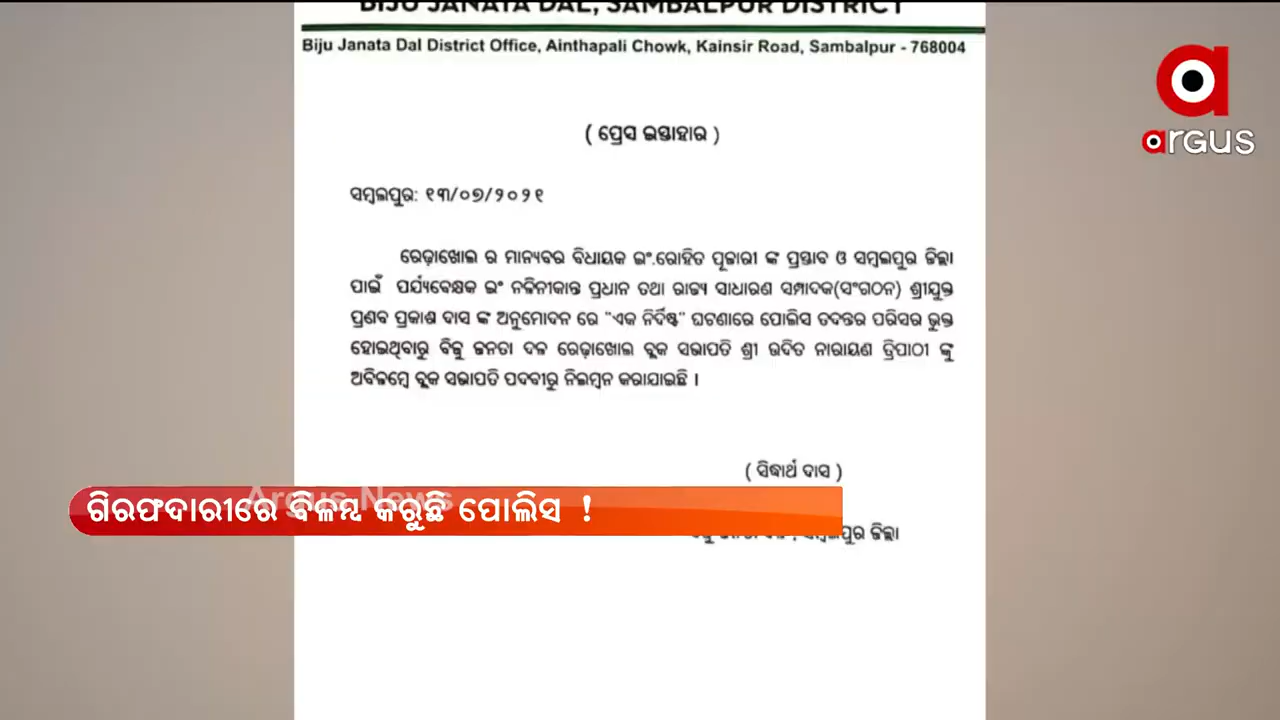 BIJU JANATA DAL, SAMBALPUR DISTRICT
Biju Janata Dal District Office, Ainthapali Chowk, Kainsir Road, Sambalpur - 768004
argus
( ପ୍ରେସ ଇସ୍ତାହାର )
ସମ୍ବଲପୁର: ୧୩/୦୭/୨୦୨୧
ରେଢ଼ାଖୋଲ ର ମାନ୍ୟବର ବିଧାୟକ ଇଂ.ରୋହିତ ପୂଜାରୀ ଙ୍କ ପ୍ରସ୍ତାବ ଓ ସମ୍ବଲପୁର ଜିଲ୍ଲା
ପାଇଁ ପର୍ଯ୍ୟବେକ୍ଷକ ଇଂ ନଳିନୀକାନ୍ତ ପ୍ରଧାନ ତଥା ରାଜ୍ୟ ସାଧାରଣ ସମ୍ପାଦକ(ସଂଗଠନ) ଶ୍ରୀଯୁକ୍ତ
ପ୍ରଣବ ପ୍ରକାଶ ଦାସ ଙ୍କ ଅନୁମୋଦନ ରେ "ଏକ ନିର୍ଦ୍ଦିଷ୍ଟ" ଘଟଣାରେ ପୋଲିସ ତଦନ୍ତର ପରିସର ଭୁକ୍ତ
ହୋଇଥିବାରୁ ବିଜୁ ଜନତା ଦଳ ରେଢ଼ାଖୋଲ ବ୍ଲକ ସଭାପତି ଶ୍ରୀ ଉଦିତ ନାରାୟଣ ତ୍ରିପାଠୀ ଙ୍କୁ
ଅବିଳମ୍ବେ ବ୍ଲକ ସଭାପତି ପଦବୀରୁ ନିଲମ୍ବନ କରାଯାଇଛି ।
( ସିଦ୍ଧାର୍ଥ ଦାସ )
Argus News
ଗିରଫଦାରୀରେ ବିଳମ୍ବ କରୁଛି ପୋଲିସ !
ସମ୍ବଲପୁର ଜିଲ୍ଲା